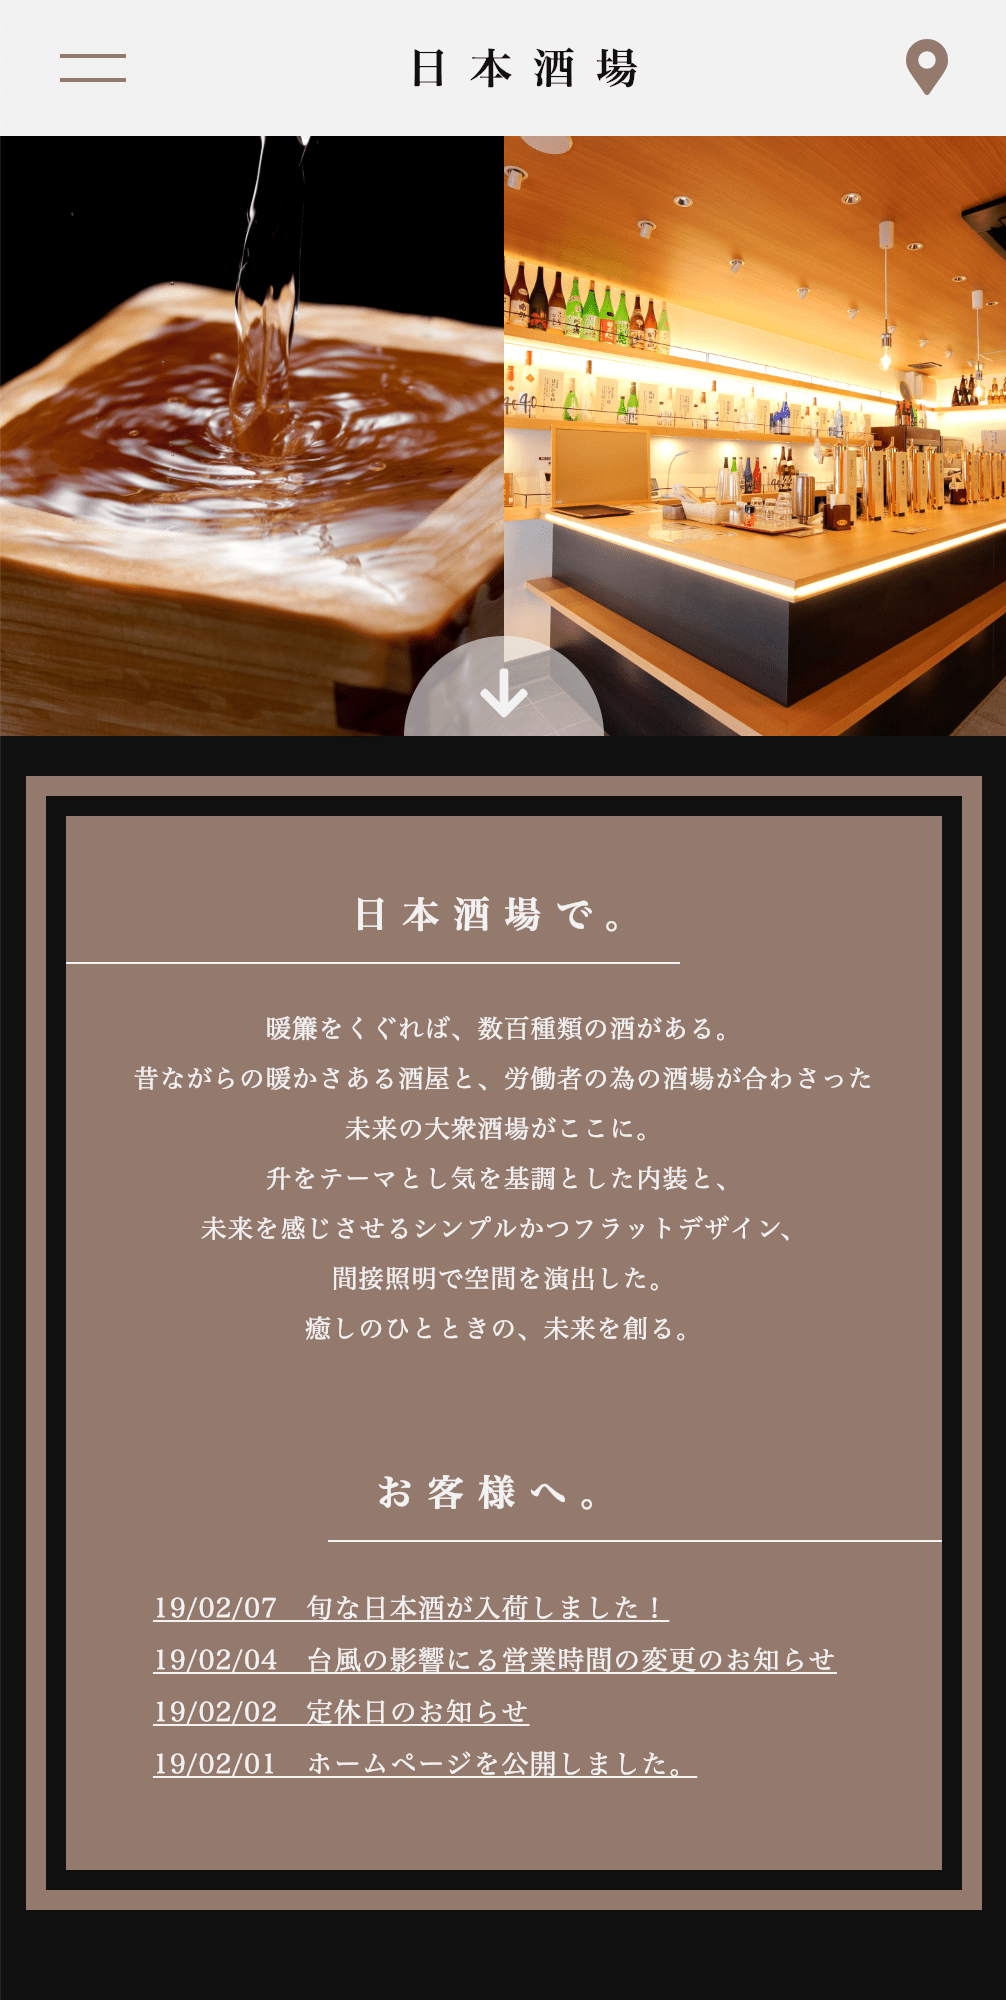 日本酒場
日本酒場で。
暖簾をくぐれば、数百種類の酒がある。
昔ながらの暖かさある酒屋と、労働者の為の酒場が合わさった
未来の大衆酒場がここに。
升をテーマとし気を基調とした内装と、
未来を感じさせるシンプルかつフラットデザイン、
間接照明で空間を演出した。
癒しのひとときの、未来を創る。
お客様へ。
19/02/07　旬な日本酒が入荷しました！
19/02/04　台風の影響にる営業時間の変更のお知らせ
19/02/02　定休日のお知らせ
19/02/01　ホームページを公開しました。